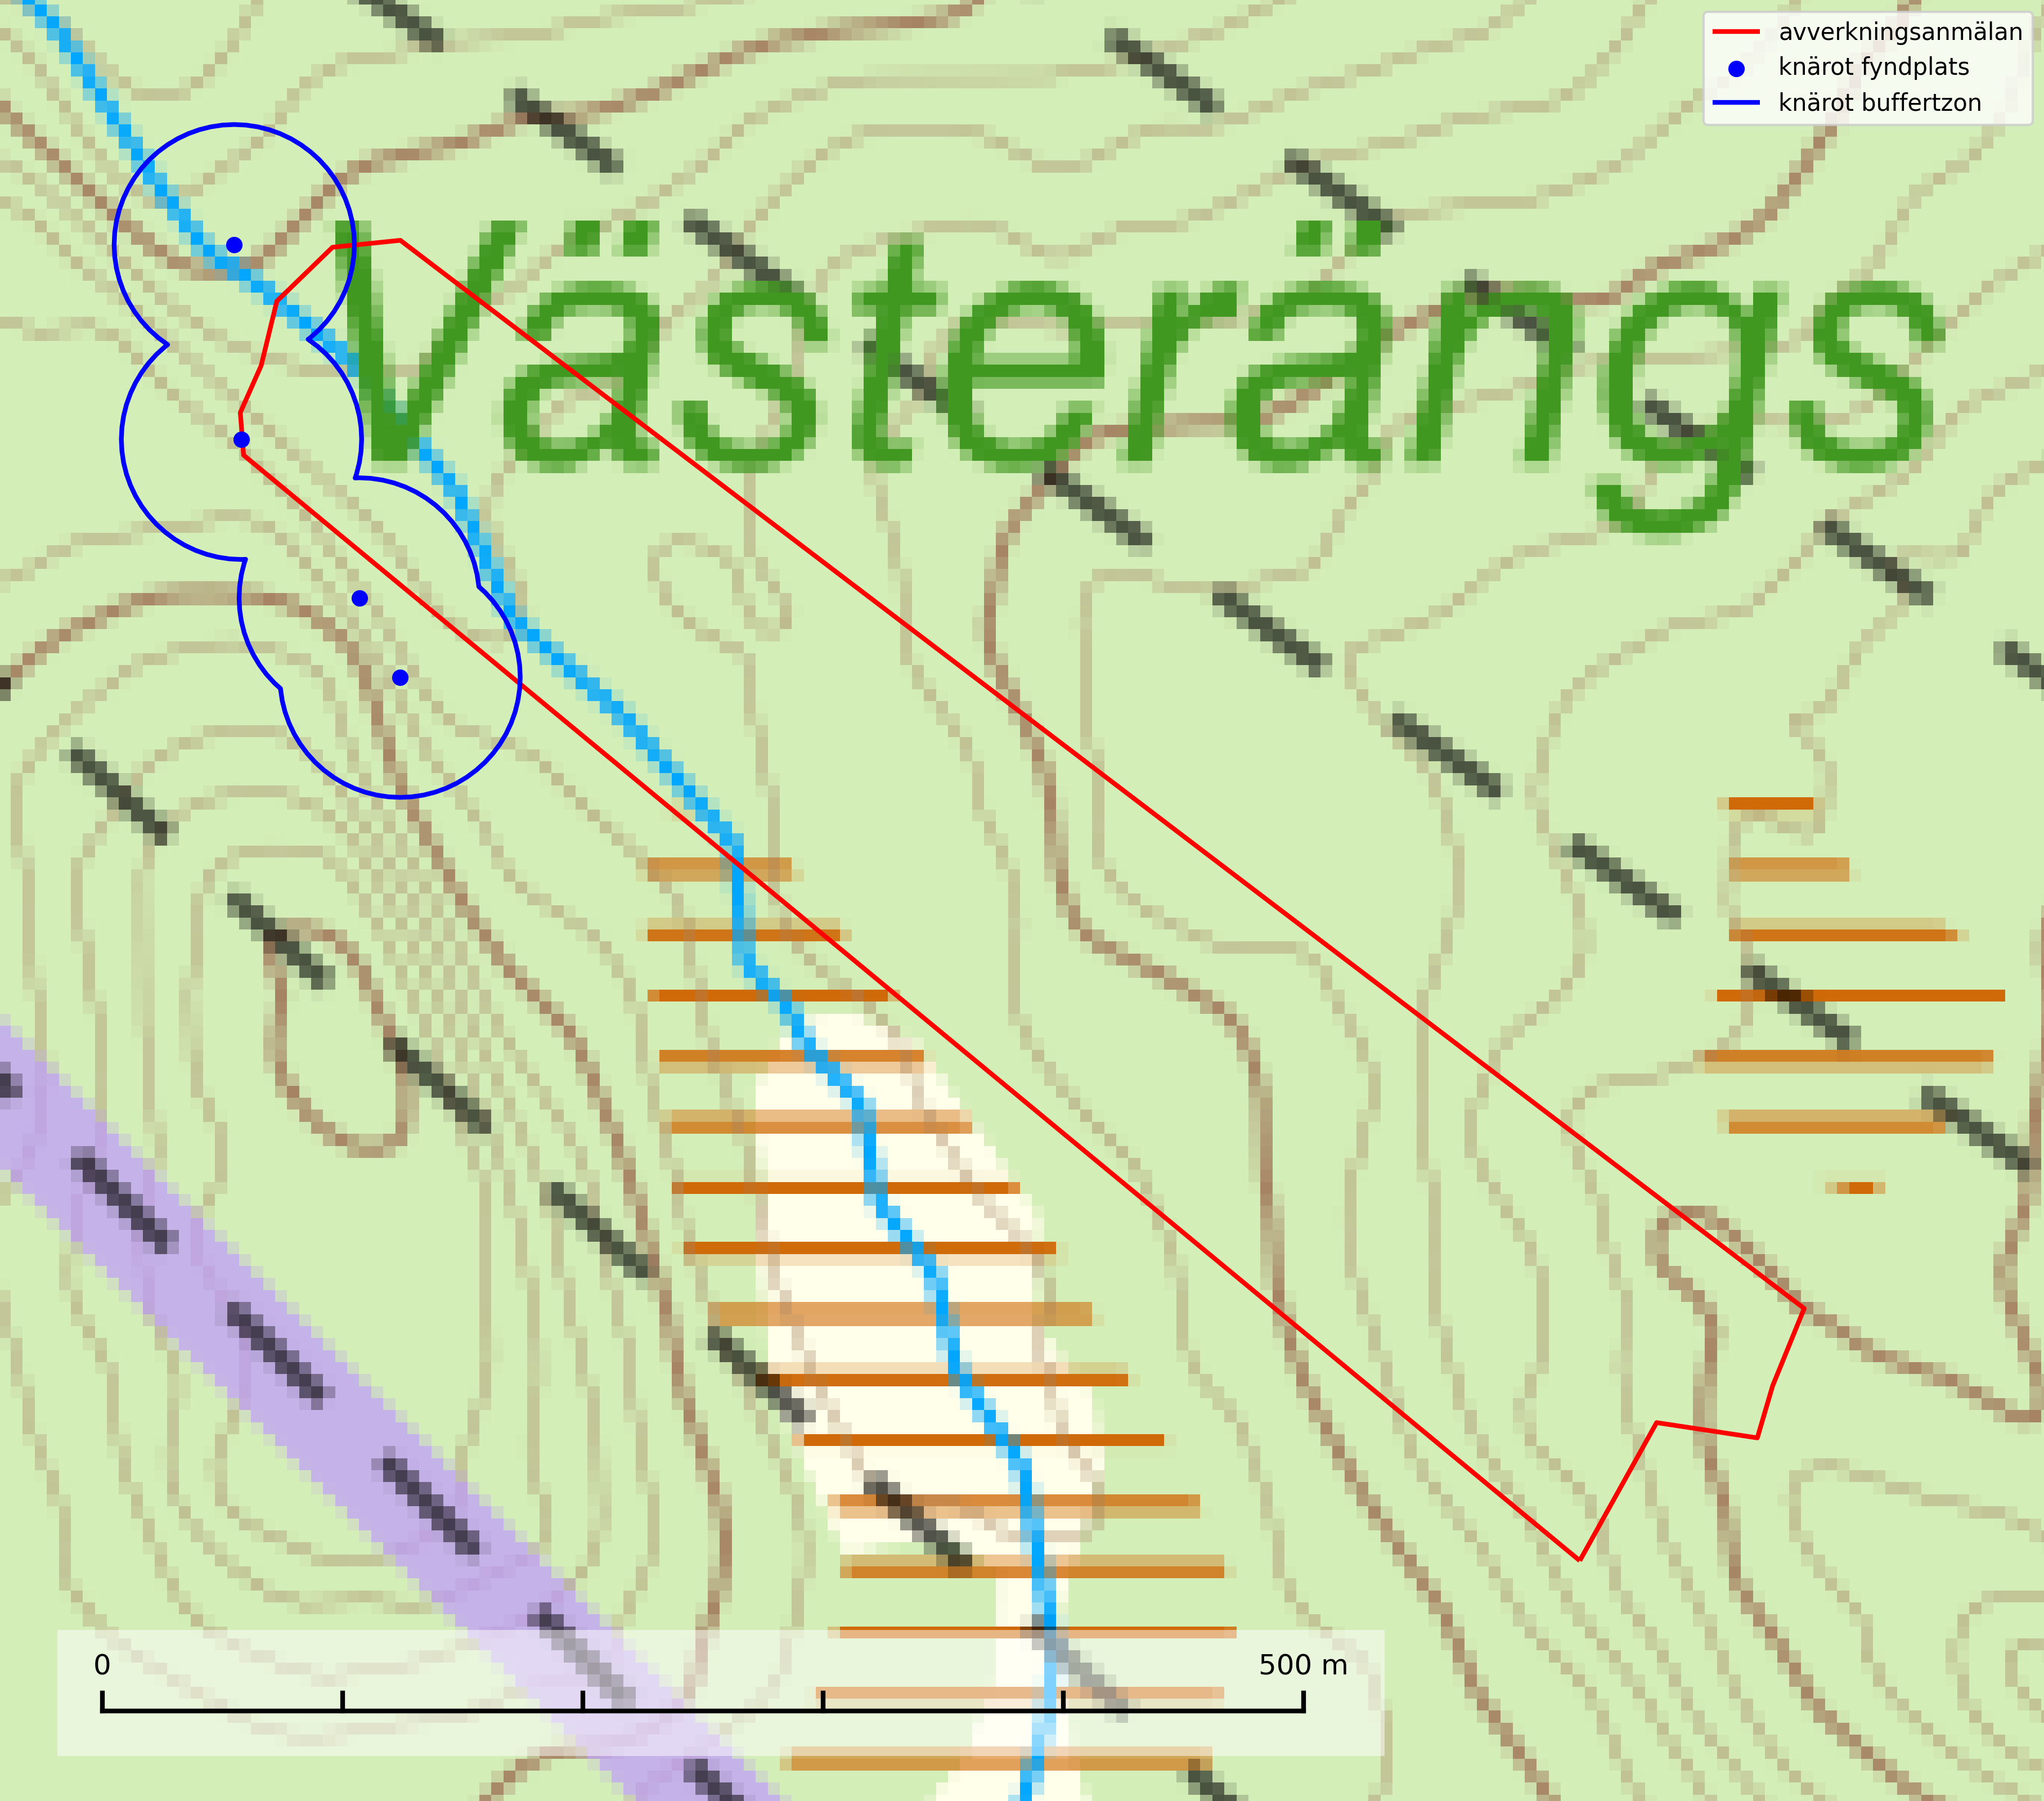 avverkningsanmälan
knärot fyndplats
knärot buffertzon
Västerängs
0 500 m